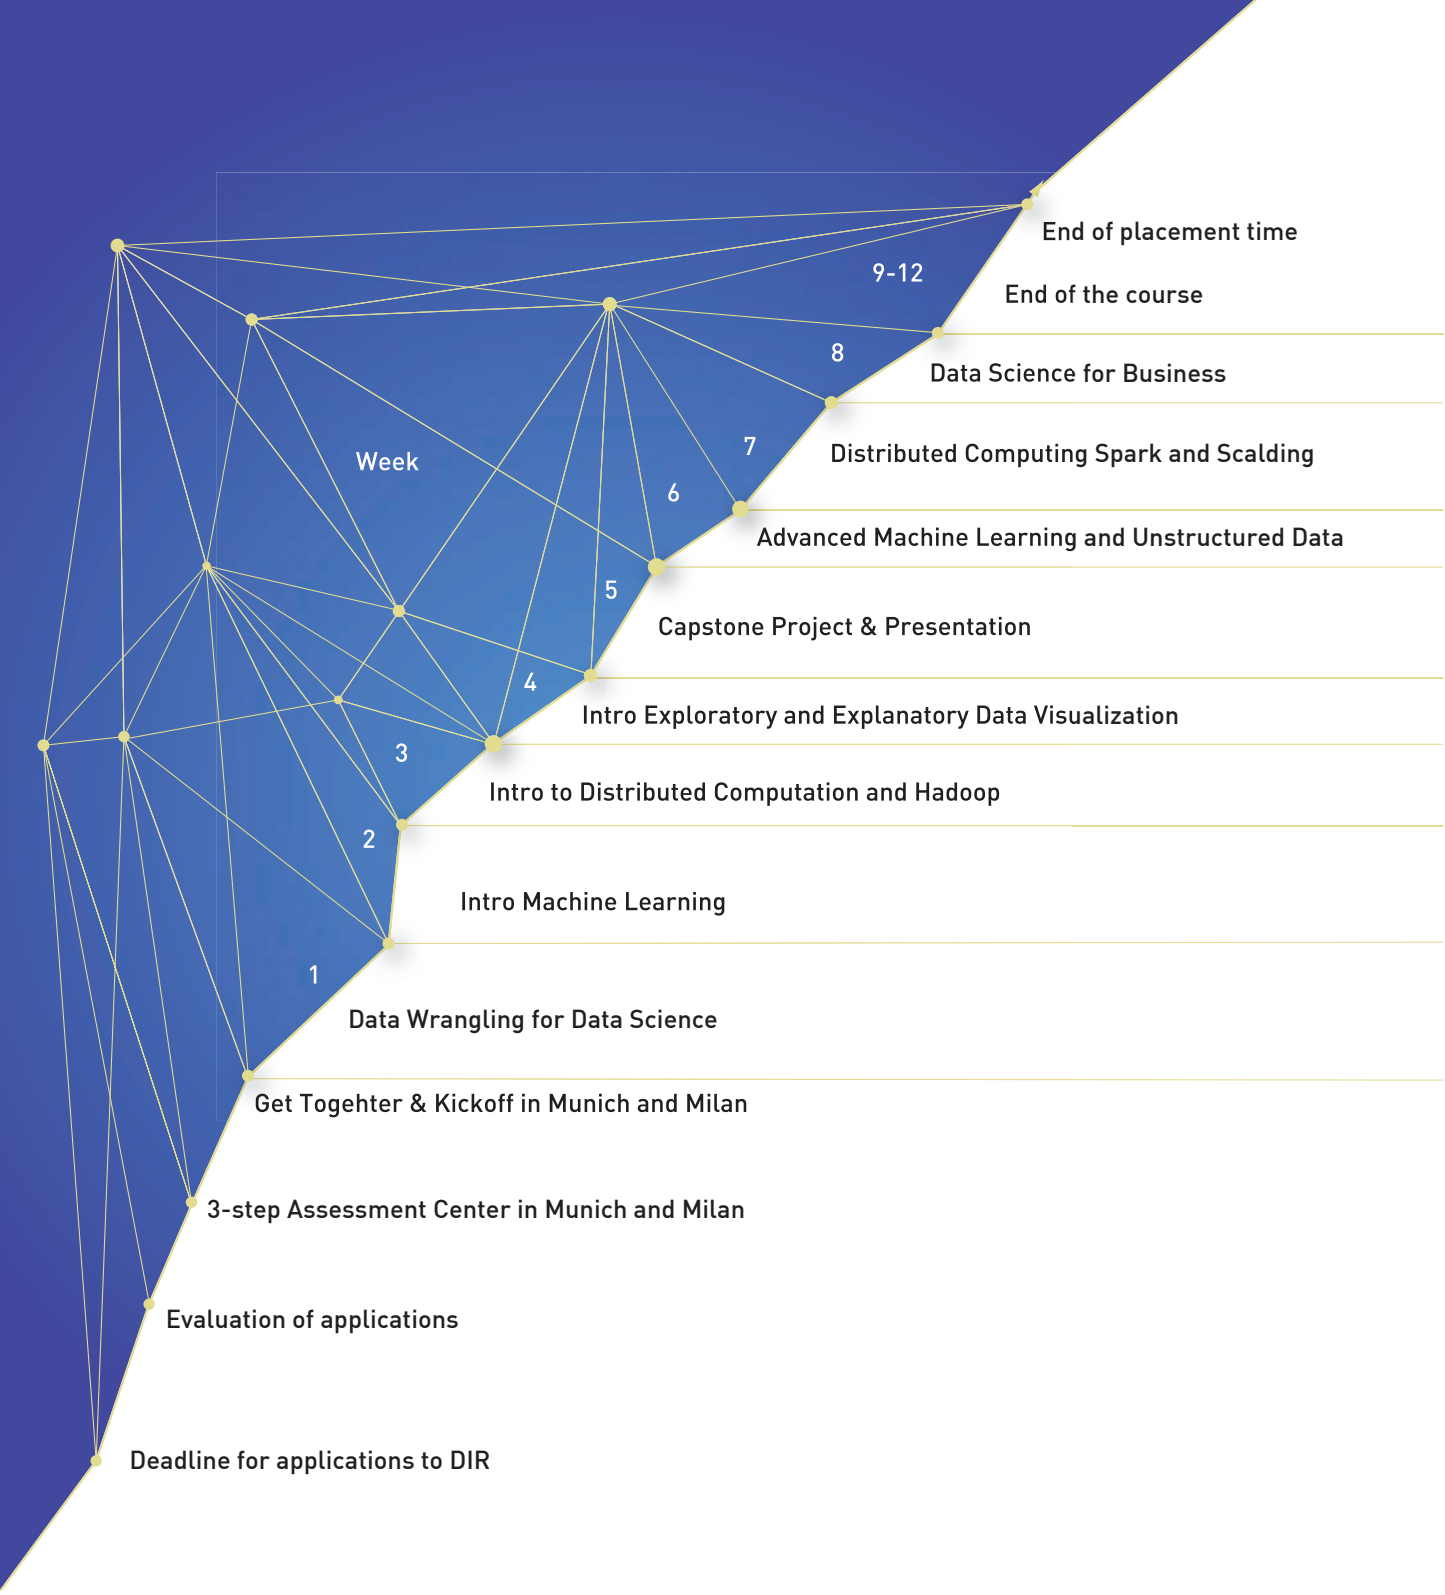 End of placement time
9-12
End of the course
8
Data Science for Business
7
Distributed Computing Spark and Scalding
Week
6
Advanced Machine Learning and Unstructured Data
5
Capstone Project & Presentation
4
Intro Exploratory and Explanatory Data Visualization
3
Intro to Distributed Computation and Hadoop
2
Intro Machine Learning
1
Data Wrangling for Data Science
Get Togehter & Kickoff in Munich and Milan
3-step Assessment Center in Munich and Milan
Evaluation of applications
Deadline for applications to DIR